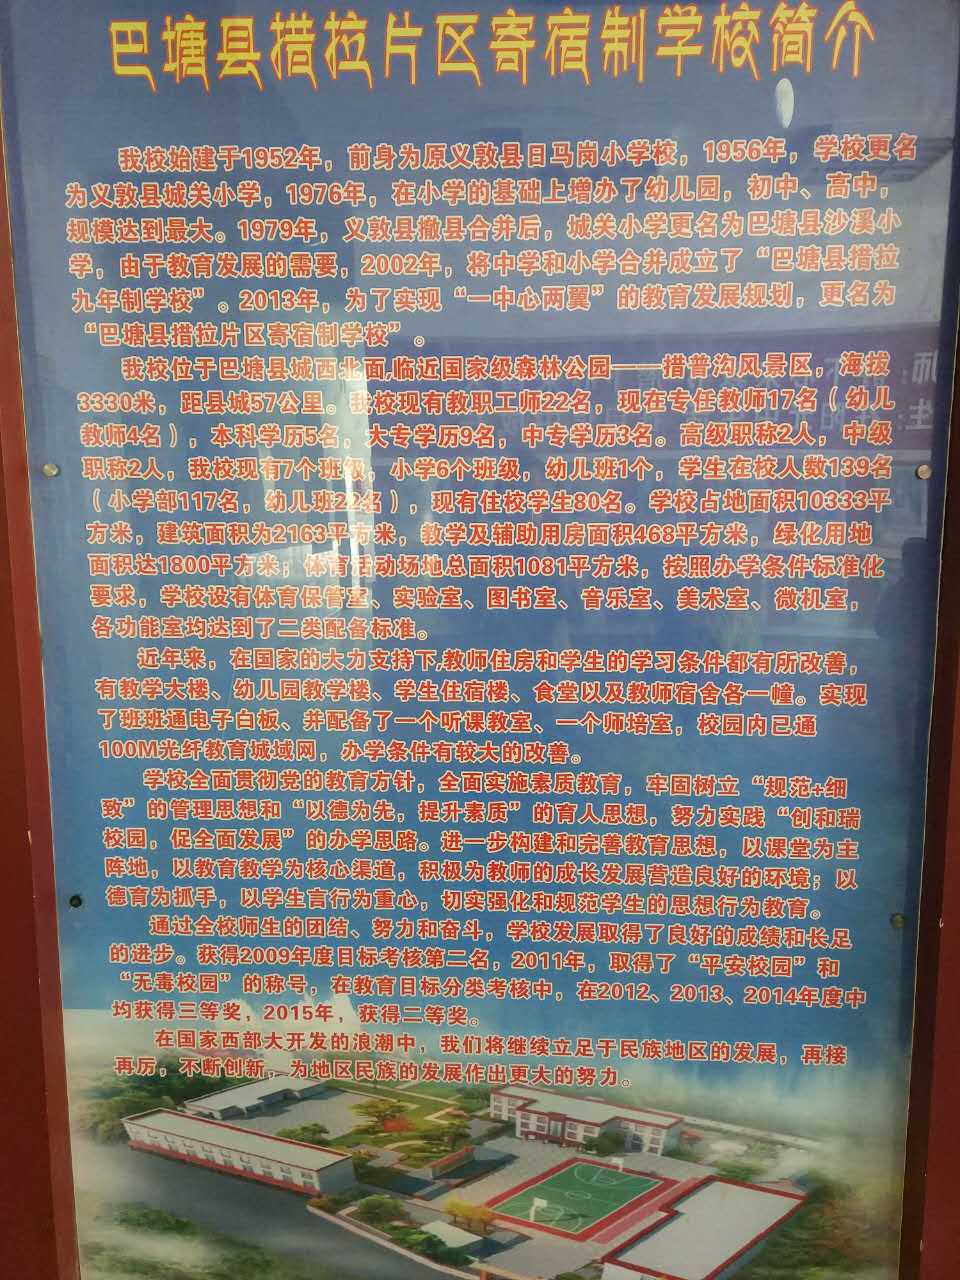 巴塘县措拉片区寄宿制学校简介
我校始建于1952年，前身为原义敦县日马岗小学校，1956年，学校更名
为义敦县城关小学，1976年，在小学的基础上增办了幼儿园，初中、高中，
规模达到最大。1979年，义敦县撤县合并后，城关小学更名为巴塘县沙溪小
学，由于教育发展的需要，2002年，将中学和小学合并成立了“巴塘县措拉
九年制学校”。2013年，为了实现“一中心两翼”的教育发展规划，更名为
“巴塘县措拉片区寄宿制学校”。
我校位于巴塘县城西北面,临近国家级森林公园——措普沟风景区，海拔
3330米，距县城57公里。我校现有教职工师22名，现在专任教师17名（幼儿
教师4名），本科学历5名，大专学历9名，中专学历3名。高级职称2人，中级
职称2人，我校现有7个班级，小学6个班级，幼儿班1个，学生在校人数139名
（小学部117名，幼儿班22名），现有住校学生80名。学校占地面积10333平
方米，建筑面积为2163平方米，教学及辅助用房面积468平方米，绿化用地
面积达1800平方米；体育活动场地总面积1081平方米，按照办学条件标准化
要求，学校设有体育保管室、实验室、图书室、音乐室、美术室、微机室，
各功能室均达到了二类配备标准。
近年来，在国家的大力支持下,教师住房和学生的学习条件都有所改善，
有教学大楼、幼儿园教学楼、学生住宿楼、食堂以及教师宿舍各一幢。实现
了班班通电子白板、并配备了一个听课教室、一个师培室，校园内已通
100M光纤教育城域网，办学条件有较大的改善。
学校全面贯彻党的教育方针，全面实施素质教育，牢固树立“规范+细
致”的管理思想和“以德为先，提升素质”的育人思想，努力实践“创和瑞
校园，促全面发展”的办学思路。进一步构建和完善教育思想，以课堂为主
阵地，以教育教学为核心渠道，积极为教师的成长发展营造良好的环境；以
德育为抓手，以学生言行为重心，切实强化和规范学生的思想行为教育。
通过全校师生的团结、努力和奋斗，学校发展取得了良好的成绩和长足
的进步。获得2009年度目标考核第二名，2011年，取得了“平安校园”和
“无毒校园”的称号，在教育目标分类考核中，在2012、2013、2014年度中
均获得三等奖，2015年，获得二等奖。
在国家西部大开发的浪潮中，我们将继续立足于民族地区的发展，再接
再厉，不断创新，为地区民族的发展作出更大的努力。